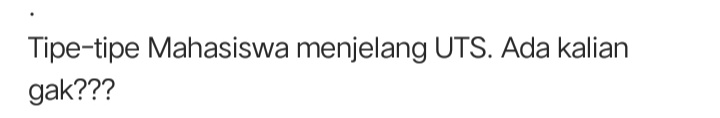 .
Tipe-tipe Mahasiswa menjelang UTS. Ada kalian
gak???